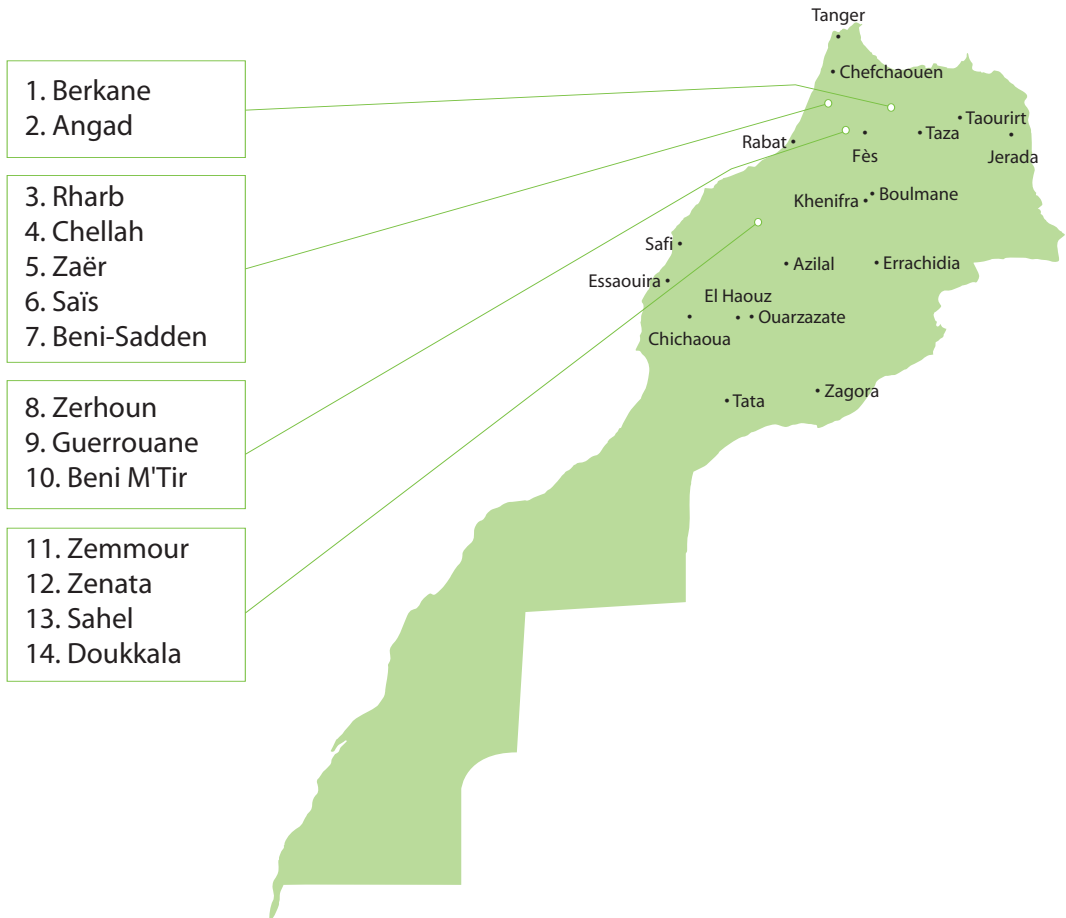 1. Berkane
2. Angad
3. Rharb
4. Chellah
5. Zaër
6. Saïs
7. Beni-Sadden
8. Zerhoun
9. Guerrouane
10. Beni M'Tir
11. Zemmour
12. Zenata
13. Sahel
14. Doukkala
Tanger
Chefchaouen
Taourirt
Rabat
Fès
Taza
Jerada
Khenifra
Boulmane
Safi
Azilal
Errachidia
Essaouira
El Haouz
Ouarzazate
Chichaoua
Tata
Zagora